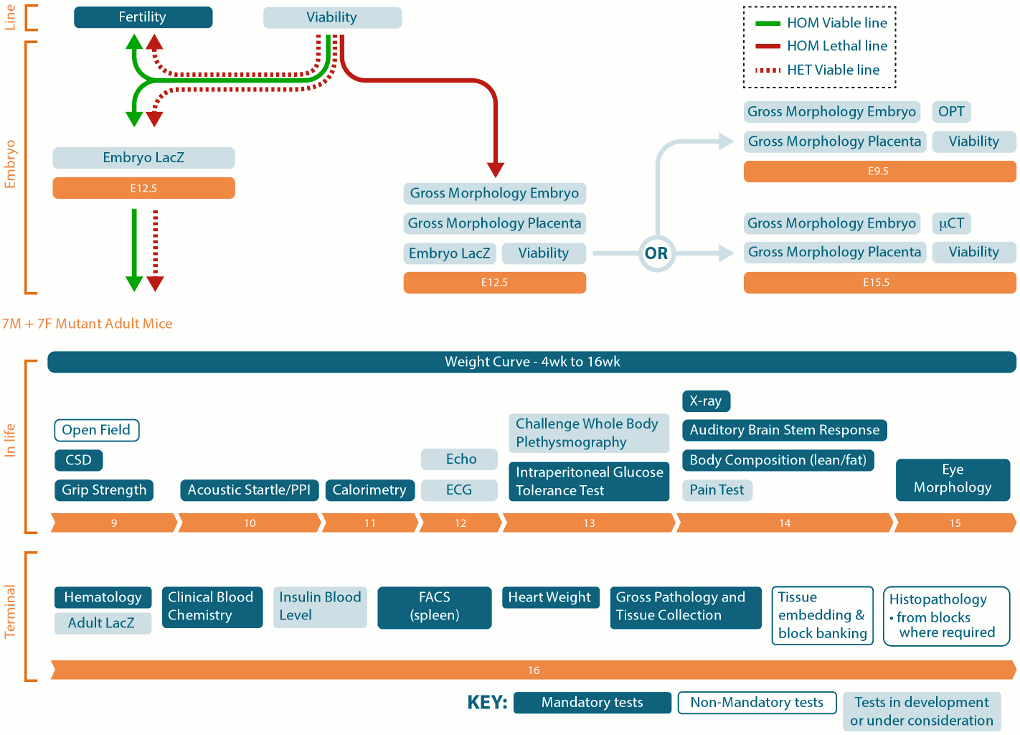 Line
Fertility
Viability
HOM Viable line
HOM Lethal line
HET Viable line
Embryo
Embryo LacZ
E12.5
Gross Morphology Embryo
Gross Morphology Placenta
Embryo LacZ
Viability
E12.5
OR
Gross Morphology Embryo
OPT
Gross Morphology Placenta
Viability
E9.5
Gross Morphology Embryo
μCT
Gross Morphology Placenta
Viability
E15.5
7M + 7F Mutant Adult Mice
In life
Weight Curve - 4wk to 16wk
Open Field
CSD
Grip Strength
Acoustic Startle/PPI
Calorimetry
Echo
ECG
Challenge Whole Body
Plethysmography
Intraperitoneal Glucose
Tolerance Test
X-ray
Auditory Brain Stem Response
Body Composition (lean/fat)
Pain Test
Eye
Morphology
9
10
11
12
13
14
15
Terminal
Hematology
Adult LacZ
Clinical Blood
Chemistry
Insulin Blood
Level
FACS
(spleen)
Heart Weight
Gross Pathology and
Tissue Collection
Tissue
embedding &
block banking
Histopathology
• from blocks
where required
16
KEY:
Mandatory tests
Non-Mandatory tests
Tests in development
or under consideration